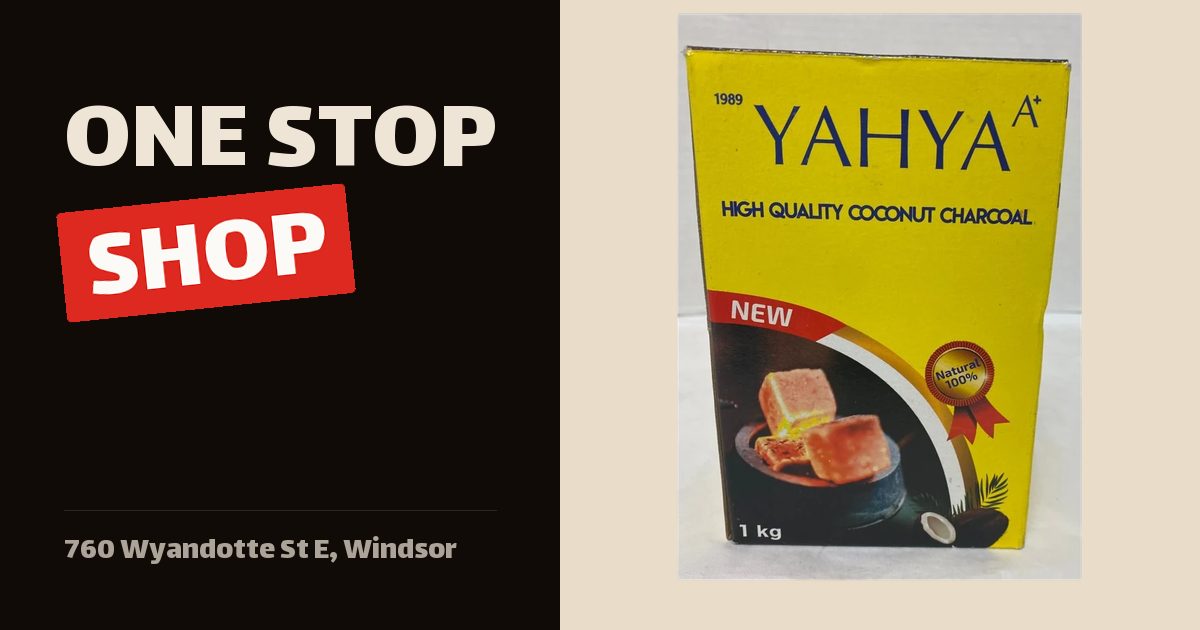 ONE STOP
SHOP
760 Wyandotte St E, Windsor
1989
YAHYA A+
HIGH QUALITY COCONUT CHARCOAL
NEW
Natural
100%
1 kg